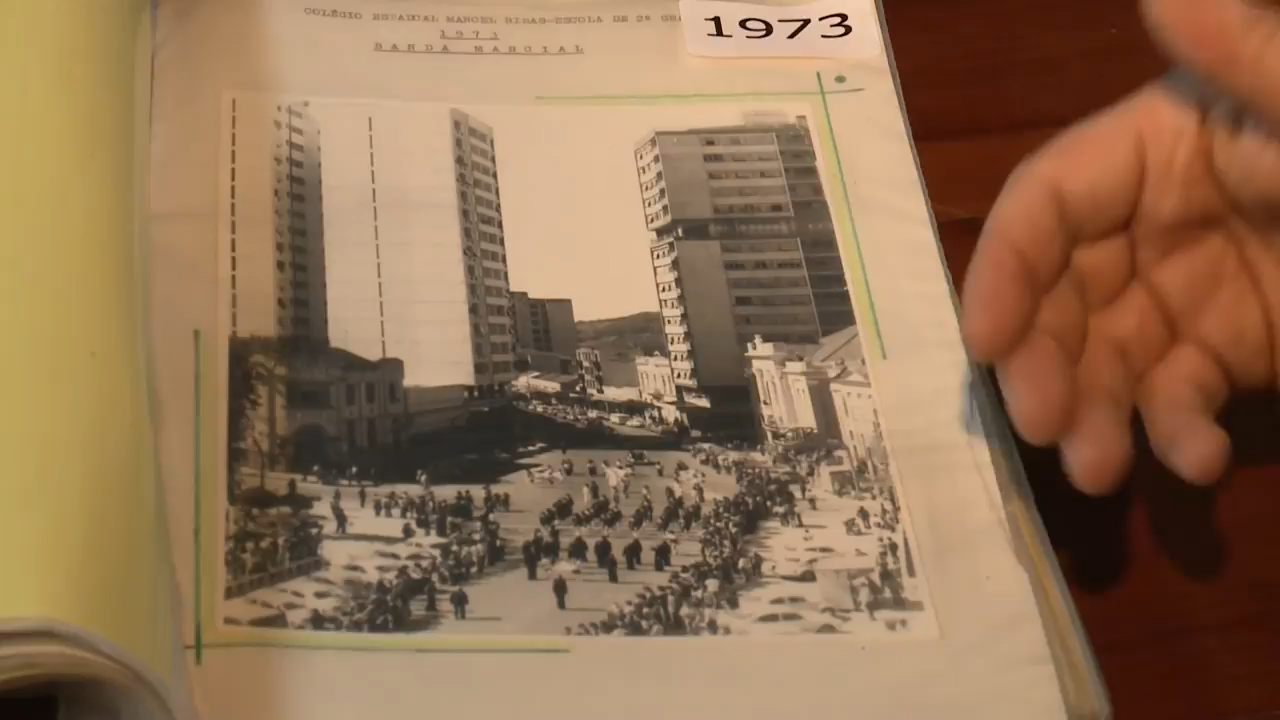 COLÉGIO ESTADUAL MANOEL RIBAS-ESCOLA DE 2º
1973
1973
BANDA MARCIAL